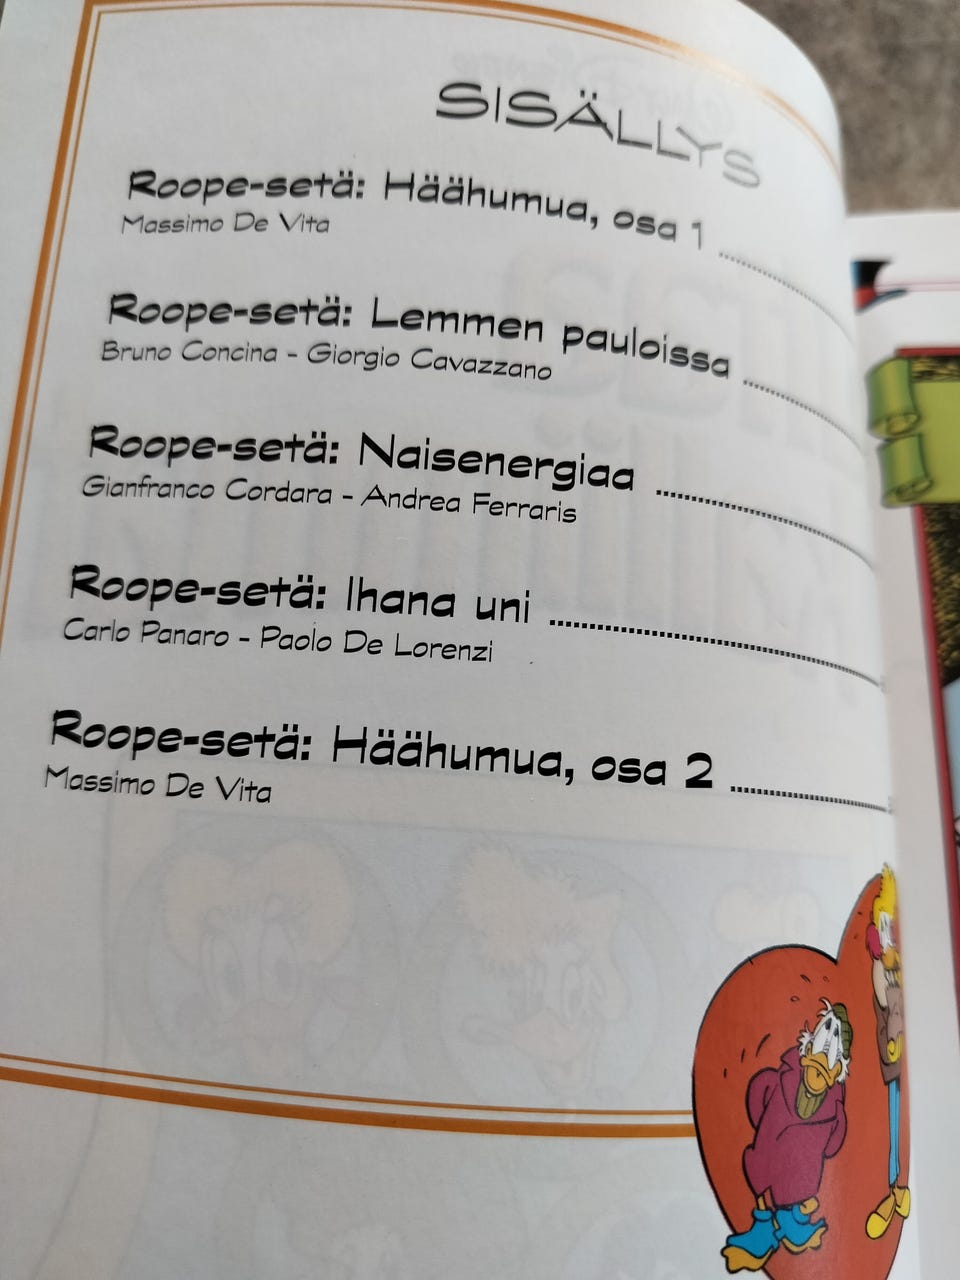 SISÄLLYS
Roope-setä: Häähumua, osa 1
Massimo De Vita
Roope-setä: Lemmen pauloissa
Bruno Concina - Giorgio Cavazzano
Roope-setä: Naisenergiaa
Gianfranco Cordara - Andrea Ferraris
Roope-setä: Ihana uni
Carlo Panaro - Paolo De Lorenzi
Roope-setä: Häähumua, osa 2
Massimo De Vita